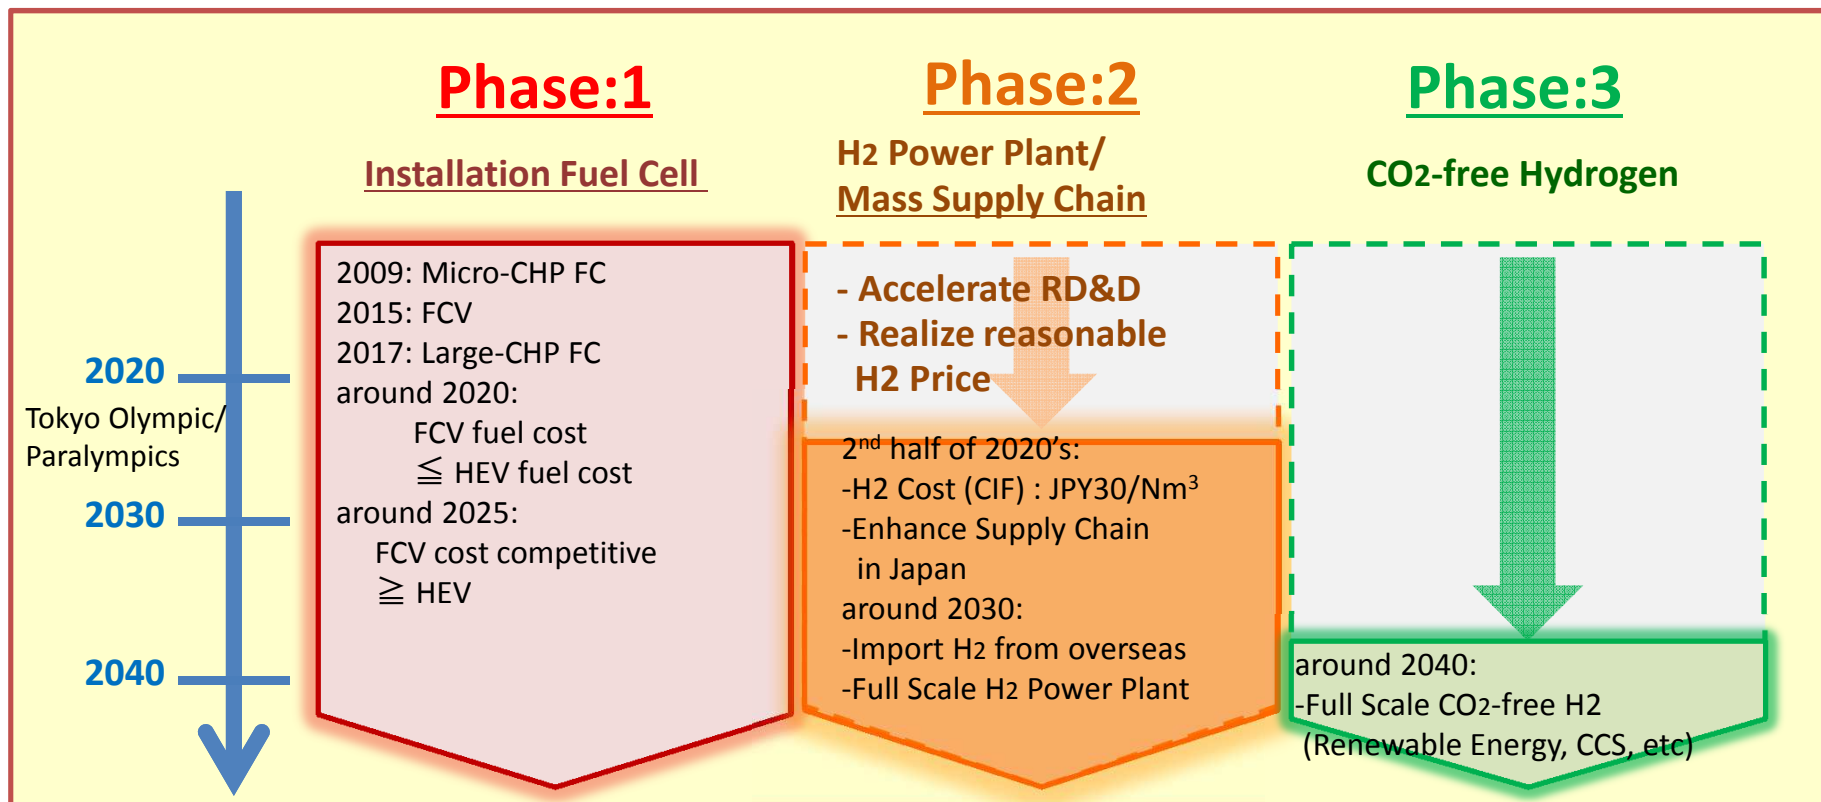 Phase:1
Installation Fuel Cell
2009: Micro-CHP FC
2015: FCV
2017: Large-CHP FC
around 2020:
FCV fuel cost
≦ HEV fuel cost
around 2025:
FCV cost competitive
≧ HEV
Phase:2
H2 Power Plant/
Mass Supply Chain
- Accelerate RD&D
- Realize reasonable
H2 Price
2nd half of 2020's:
-H2 Cost (CIF) : JPY30/Nm³
-Enhance Supply Chain
in Japan
around 2030:
-Import H2 from overseas
-Full Scale H2 Power Plant
Phase:3
CO2-free Hydrogen
around 2040:
-Full Scale CO2-free H2
(Renewable Energy, CCS, etc)
2020
Tokyo Olympic/
Paralympics
2030
2040